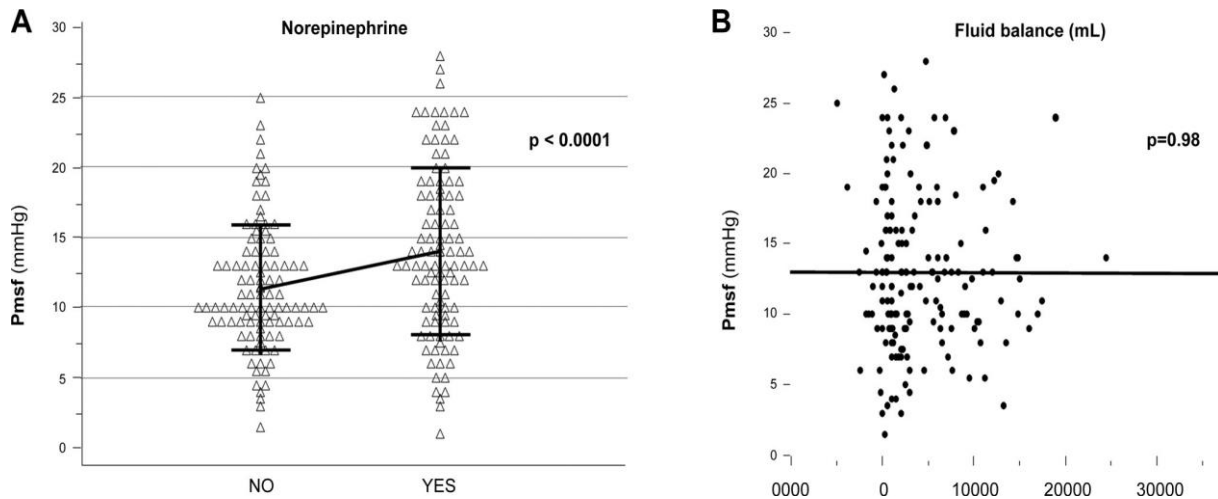 A
Norepinephrine
p < 0.0001
Pmsf (mmHg)
30
25
20
15
10
5
0
NO YES
B
Fluid balance (mL)
p=0.98
Pmsf (mmHg)
30
25
20
15
10
5
0
0000 0 10000 20000 30000